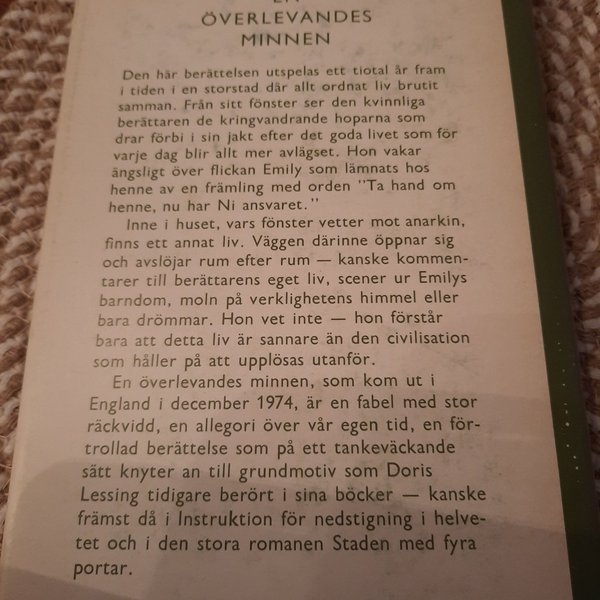 EN
ÖVERLEVANDES
MINNEN
Den här berättelsen utspelas ett tiotal år fram
i tiden i en storstad där allt ordnat liv brutit
samman. Från sitt fönster ser den kvinnliga
berättaren de kringvandrande hoparna som
drar förbi i sin jakt efter det goda livet som för
varje dag blir allt mer avlägset. Hon vakar
ängsligt över flickan Emily som lämnats hos
henne av en främling med orden "Ta hand om
henne, nu har Ni ansvaret."
Inne i huset, vars fönster vetter mot anarkin,
finns ett annat liv. Väggen därinne öppnar sig
och avslöjar rum efter rum — kanske kommen-
tarer till berättarens eget liv, scener ur Emilys
barndom, moln på verklighetens himmel eller
bara drömmar. Hon vet inte — hon förstår
bara att detta liv är sannare än den civilisation
som håller på att upplösas utanför.
En överlevandes minnen, som kom ut i
England i december 1974, är en fabel med stor
räckvidd, en allegori över vår egen tid, en för-
trollad berättelse som på ett tankeväckande
sätt knyter an till grundmotiv som Doris
Lessing tidigare berört i sina böcker — kanske
främst då i Instruktion för nedstigning i helve-
tet och i den stora romanen Staden med fyra
portar.